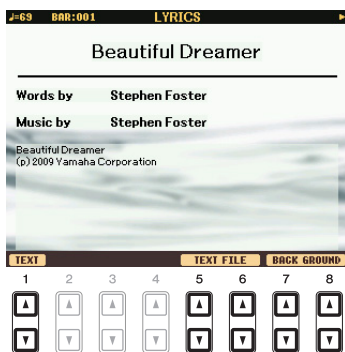 ♩=69 BAR:001 LYRICS
Beautiful Dreamer
Words by Stephen Foster
Music by Stephen Foster
Beautiful Dreamer
(p) 2009 Yamaha Corporation
TEXT TEXT FILE BACK GROUND
1 2 3 4 5 6 7 8